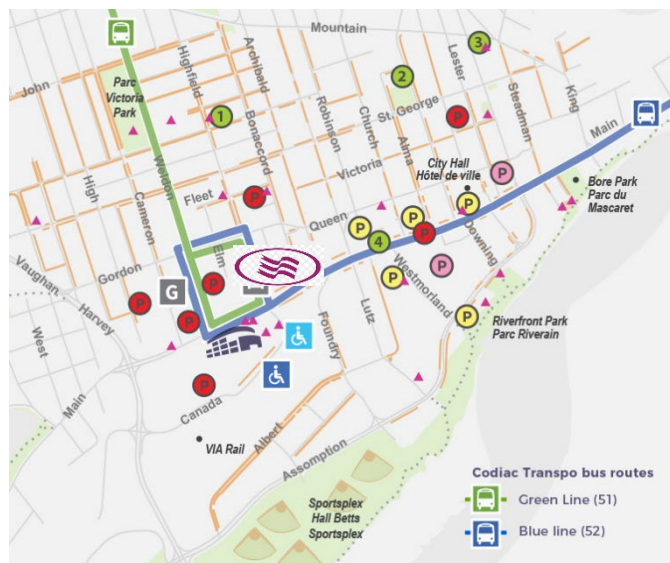 Mountain
John
Highfield
Archibald
Lester
3
Parc
Victoria
Park
2
Steadman
King
1
St. George
Main
Bonaccord
Robinson
Church
Alma
P
Weldon
Victoria
City Hall
Hôtel de ville
P
Bore Park
Parc du
Mascaret
High
Cameron
Fleet
P
P
Queen
P
P
P
4
Downing
Gordon
Elm
Vaughan
Harvey
G
P
P
Westmorland
P
P
P
Lutz
P
Riverfront Park
Parc Riverain
West
Foundry
Main
P
Canada
VIA Rail
Albert
Assomption
Sportsplex
Hall Betts
Sportsplex
Codiac Transpo bus routes
Green Line (51)
Blue line (52)